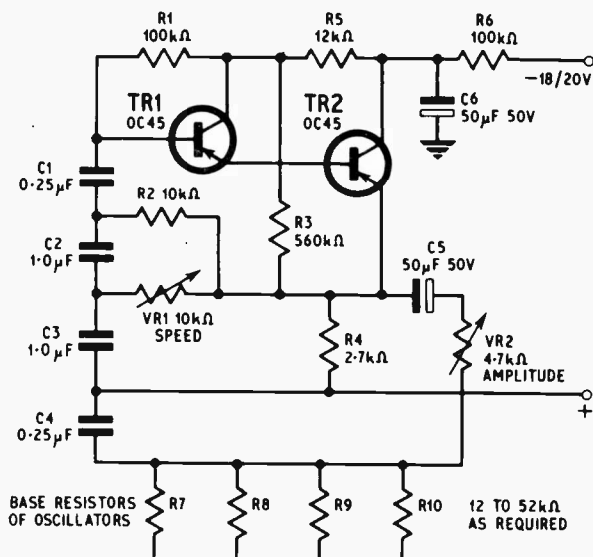 R1
100kΩ
R5
12kΩ
R6
100kΩ
−18/20V
TR1
OC45
TR2
OC45
C6
50µF 50V
C1
0·25µF
R2 10kΩ
R3
560kΩ
C2
1·0µF
C5
50µF 50V
VR1 10kΩ
SPEED
C3
1·0µF
R4
2·7kΩ
VR2
4·7kΩ
AMPLITUDE
+
C4
0·25µF
BASE RESISTORS
OF OSCILLATORS
R7
R8
R9
R10
12 TO 52kΩ
AS REQUIRED